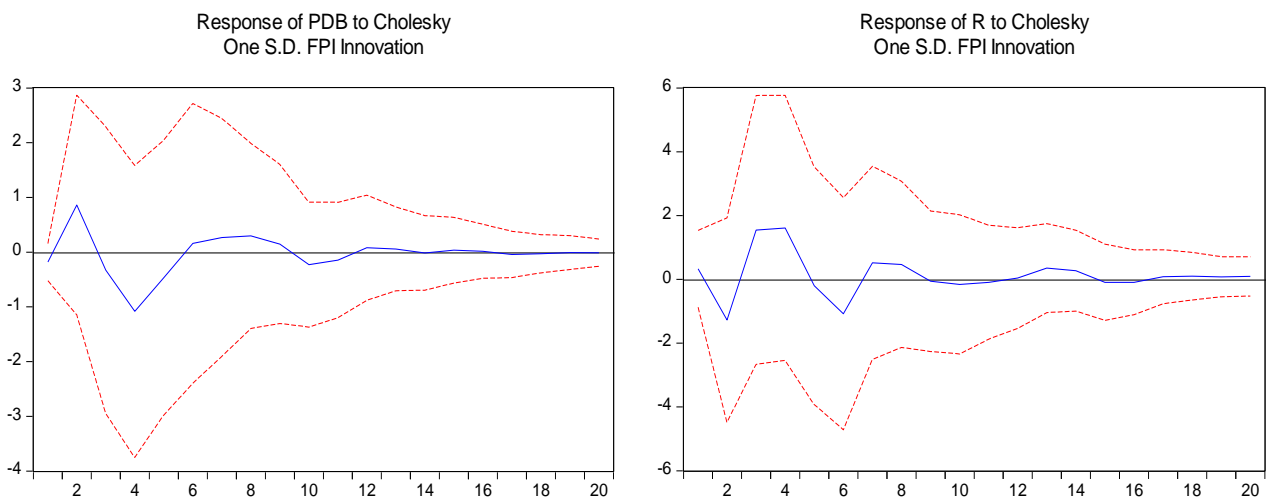 Response of PDB to Cholesky
One S.D. FPI Innovation
3
2
1
0
-1
-2
-3
-4
2 4 6 8 10 12 14 16 18 20
Response of R to Cholesky
One S.D. FPI Innovation
6
4
2
0
-2
-4
-6
2 4 6 8 10 12 14 16 18 20